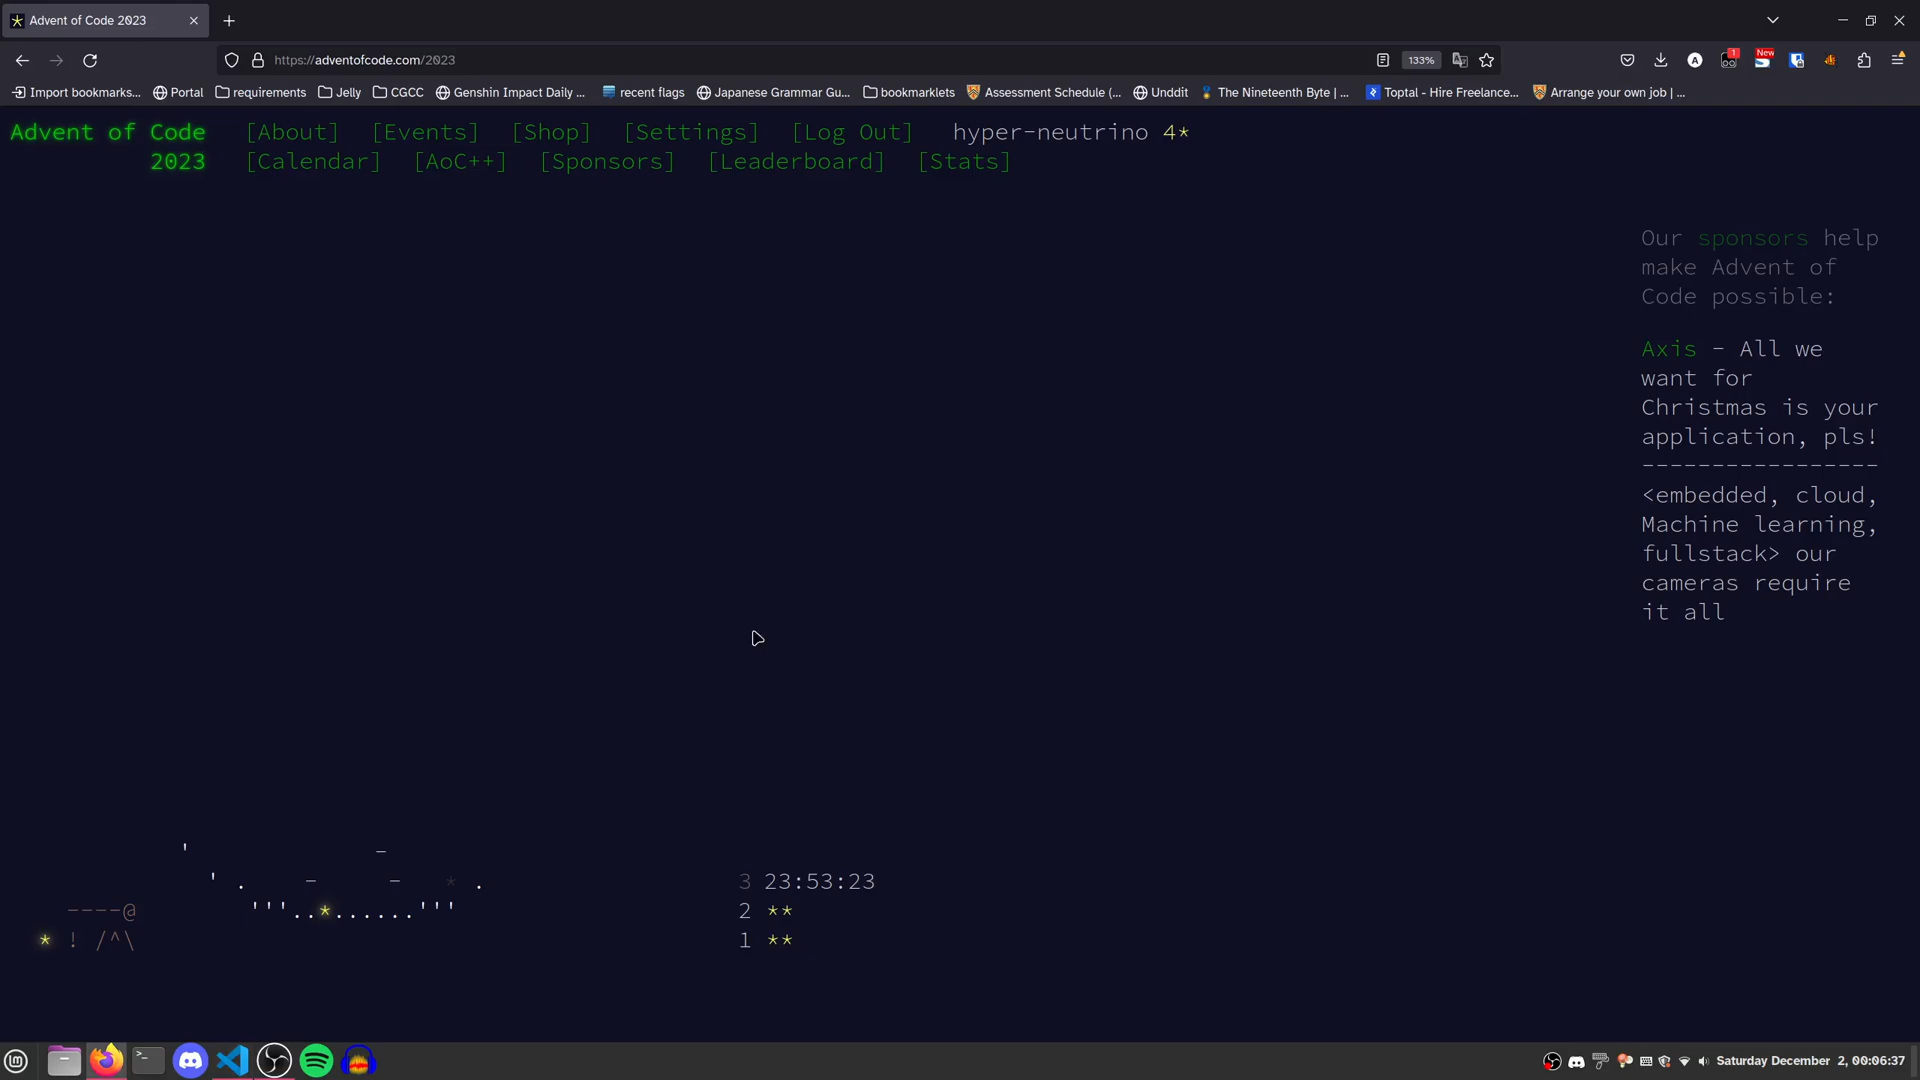 Advent of Code 2023
https://adventofcode.com/2023
133%
1
New
Import bookmarks...
Portal
requirements
Jelly
CGCC
Genshin Impact Daily ...
recent flags
Japanese Grammar Gu...
bookmarklets
Assessment Schedule (...
Unddit
The Nineteenth Byte | ...
Toptal - Hire Freelance...
Arrange your own job | ...
Advent of Code [About] [Events] [Shop] [Settings] [Log Out] hyper-neutrino 4*
2023 [Calendar] [AoC++] [Sponsors] [Leaderboard] [Stats]
Our sponsors help
make Advent of
Code possible:
Axis - All we
want for
Christmas is your
application, pls!
-----------------
<embedded, cloud,
Machine learning,
fullstack> our
cameras require
it all
' _
' . _ _ * . 3 23:53:23
----@ '''..*......''' 2 **
* ! /^\ 1 **
Saturday December 2, 00:06:37